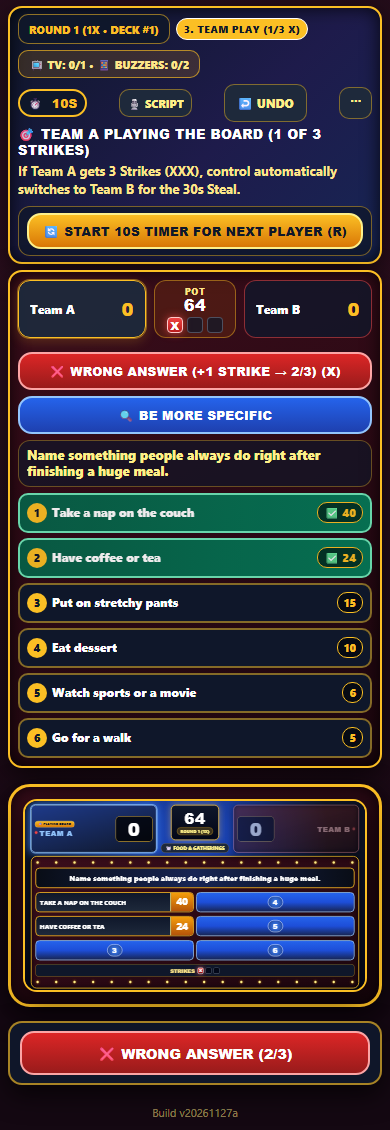 ROUND 1 (1X • DECK #1)
3. TEAM PLAY (1/3 X)
📺 TV: 0/1 • 📱 BUZZERS: 0/2
⏰ 10S
SCRIPT
↩️ UNDO
...
🎯 TEAM A PLAYING THE BOARD (1 OF 3
STRIKES)
If Team A gets 3 Strikes (XXX), control automatically
switches to Team B for the 30s Steal.
🔄 START 10S TIMER FOR NEXT PLAYER (R)
Team A 0
POT
64
X
Team B 0
❌ WRONG ANSWER (+1 STRIKE → 2/3) (X)
🔍 BE MORE SPECIFIC
Name something people always do right after
finishing a huge meal.
1 Take a nap on the couch ✅ 40
2 Have coffee or tea ✅ 24
3 Put on stretchy pants 15
4 Eat dessert 10
5 Watch sports or a movie 6
6 Go for a walk 5
PLAYING BOARD
TEAM A
0
64
ROUND 1 (1X)
0
TEAM B
FOOD & GATHERINGS
Name something people always do right after finishing a huge meal.
TAKE A NAP ON THE COUCH 40
4
HAVE COFFEE OR TEA 24
5
3
6
STRIKES X
❌ WRONG ANSWER (2/3)
Build v20261127a